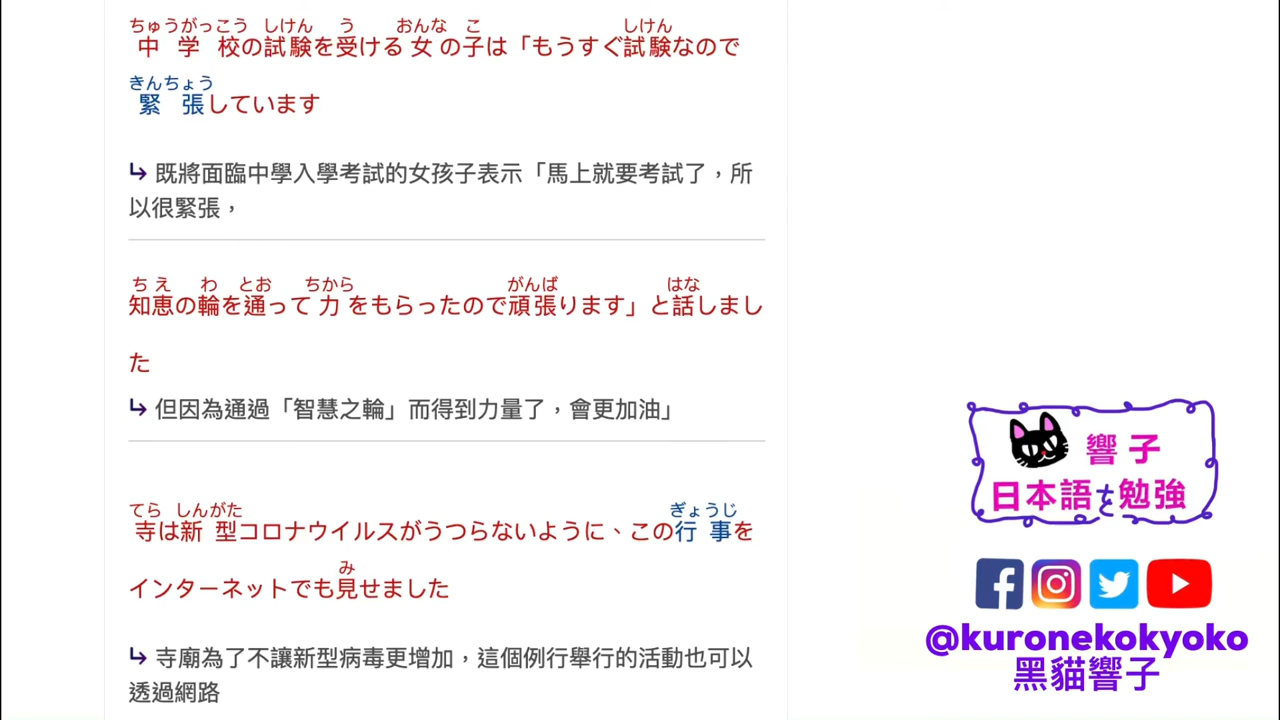 ちゅうがっこう しけん う おんな こ しけん
中学校の試験を受ける女の子は「もうすぐ試験なので
きんちょう
緊張しています
↳ 既將面臨中學入學考試的女孩子表示「馬上就要考試了，所
以很緊張，
ちえ わ とお ちから がんば はな
知恵の輪を通って力をもらったので頑張ります」と話しまし
た
↳ 但因為通過「智慧之輪」而得到力量了，會更加油」
てら しんがた ぎょうじ
寺は新型コロナウイルスがうつらないように、この行事を
み
インターネットでも見せました
↳ 寺廟為了不讓新型病毒更增加，這個例行舉行的活動也可以
透過網路
響子
日本語を勉強
@kuronekokyoko
黑貓響子